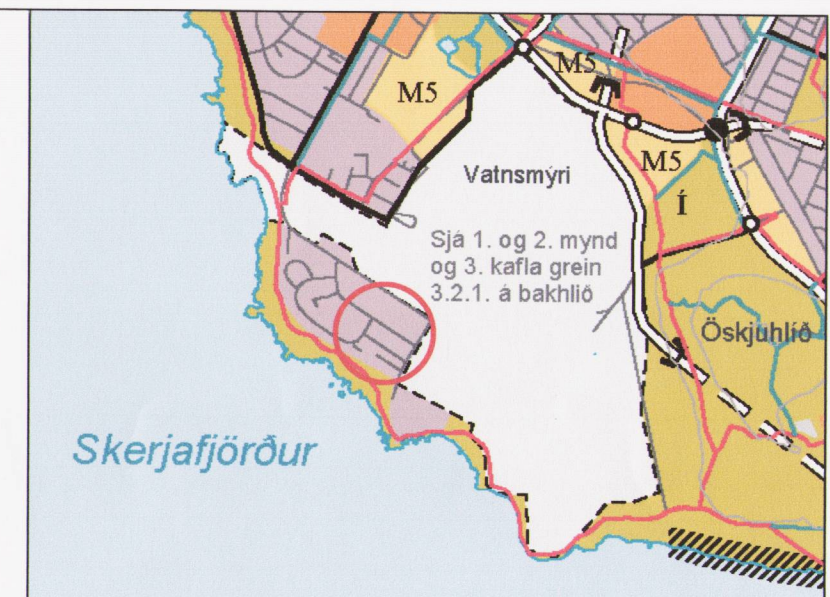 M5
M5
Vatnsmýri
M5
Í
Sjá 1. og 2. mynd
og 3. kafla grein
3.2.1. á bakhlið
Öskjuhlíð
Skerjafjörður